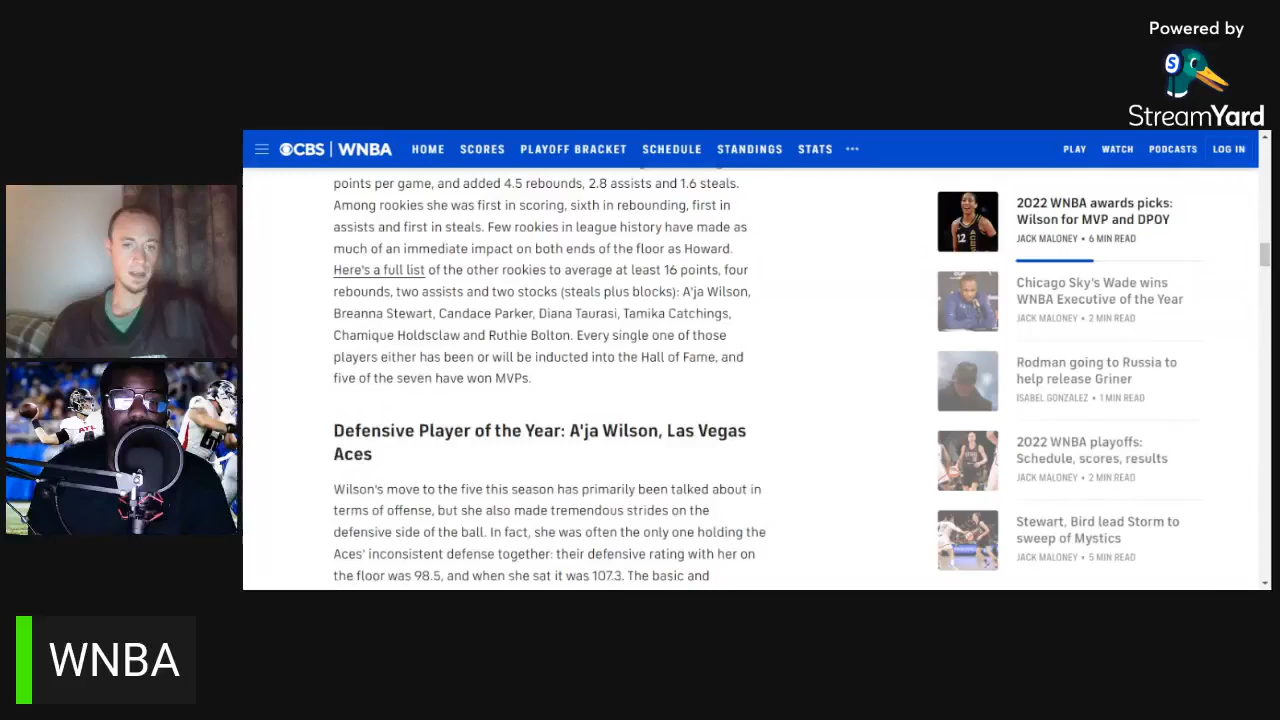 Powered by
StreamYard
CBS | WNBA HOME SCORES PLAYOFF BRACKET SCHEDULE STANDINGS STATS ••• PLAY WATCH PODCASTS LOG IN
points per game, and added 4.5 rebounds, 2.8 assists and 1.6 steals.
Among rookies she was first in scoring, sixth in rebounding, first in
assists and first in steals. Few rookies in league history have made as
much of an immediate impact on both ends of the floor as Howard.
Here's a full list of the other rookies to average at least 16 points, four
rebounds, two assists and two stocks (steals plus blocks): A'ja Wilson,
Breanna Stewart, Candace Parker, Diana Taurasi, Tamika Catchings,
Chamique Holdsclaw and Ruthie Bolton. Every single one of those
players either has been or will be inducted into the Hall of Fame, and
five of the seven have won MVPs.
Defensive Player of the Year: A'ja Wilson, Las Vegas
Aces
Wilson's move to the five this season has primarily been talked about in
terms of offense, but she also made tremendous strides on the
defensive side of the ball. In fact, she was often the only one holding the
Aces' inconsistent defense together: their defensive rating with her on
the floor was 98.5, and when she sat it was 107.3. The basic and
2022 WNBA awards picks:
Wilson for MVP and DPOY
JACK MALONEY • 6 MIN READ
Chicago Sky's Wade wins
WNBA Executive of the Year
JACK MALONEY • 2 MIN READ
Rodman going to Russia to
help release Griner
ISABEL GONZALEZ • 1 MIN READ
2022 WNBA playoffs:
Schedule, scores, results
JACK MALONEY • 2 MIN READ
Stewart, Bird lead Storm to
sweep of Mystics
JACK MALONEY • 5 MIN READ
12
ATL
WNBA